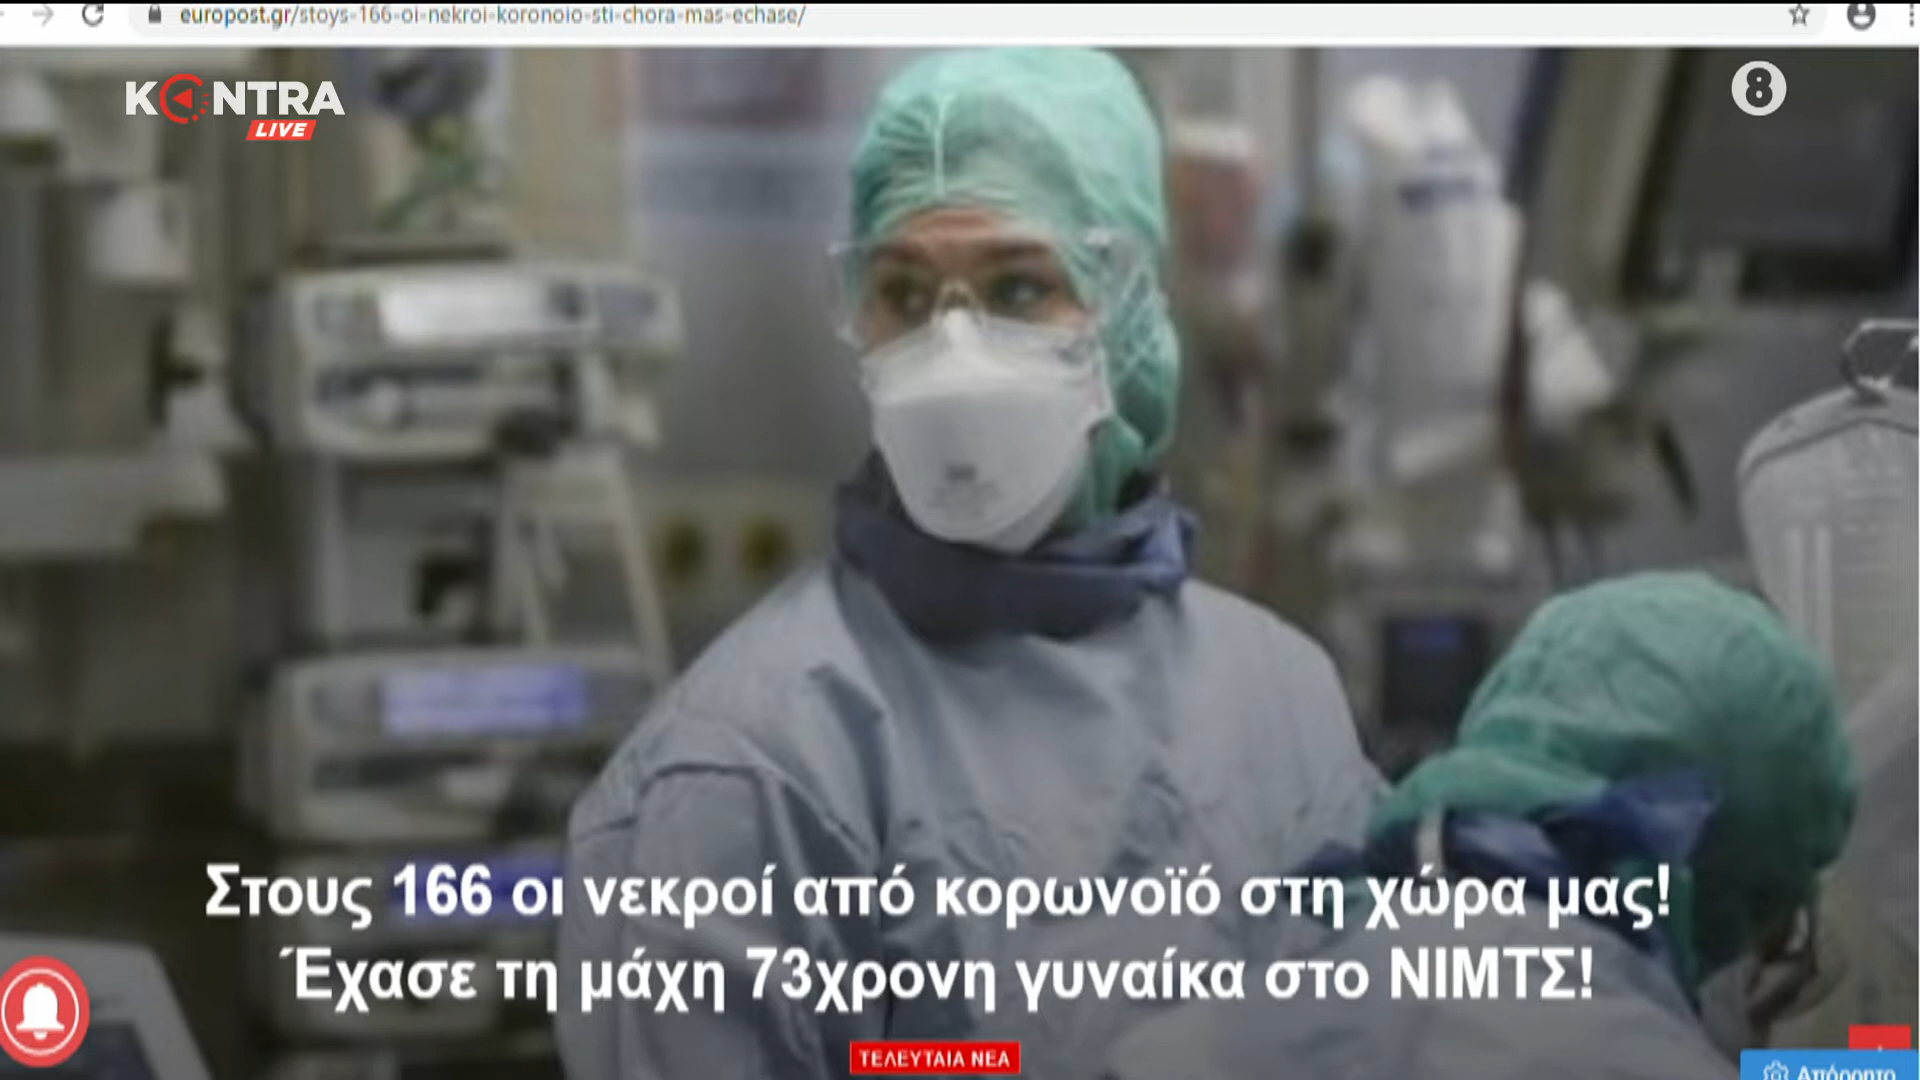 europost.gr/stoys-166-oi-nekroi-koronoio-sti-chora-mas-echase/
KONTRA
LIVE
8
Στους 166 οι νεκροί από κορωνοϊό στη χώρα μας!
Έχασε τη μάχη 73χρονη γυναίκα στο ΝΙΜΤΣ!
ΤΕΛΕΥΤΑΙΑ ΝΕΑ
Απόρρητο